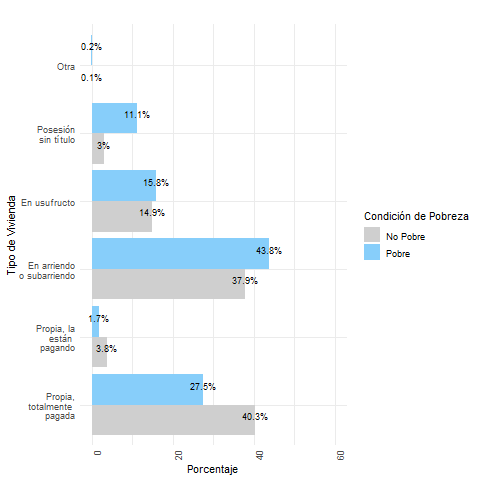 Tipo de Vivienda
Otra
0.2%
0.1%
Posesión
sin título
11.1%
3%
En usufructo
15.8%
14.9%
En arriendo
o subarriendo
43.8%
37.9%
Propia, la
están
pagando
1.7%
3.8%
Propia,
totalmente
pagada
27.5%
40.3%
0
20
40
60
Porcentaje
Condición de Pobreza
No Pobre
Pobre